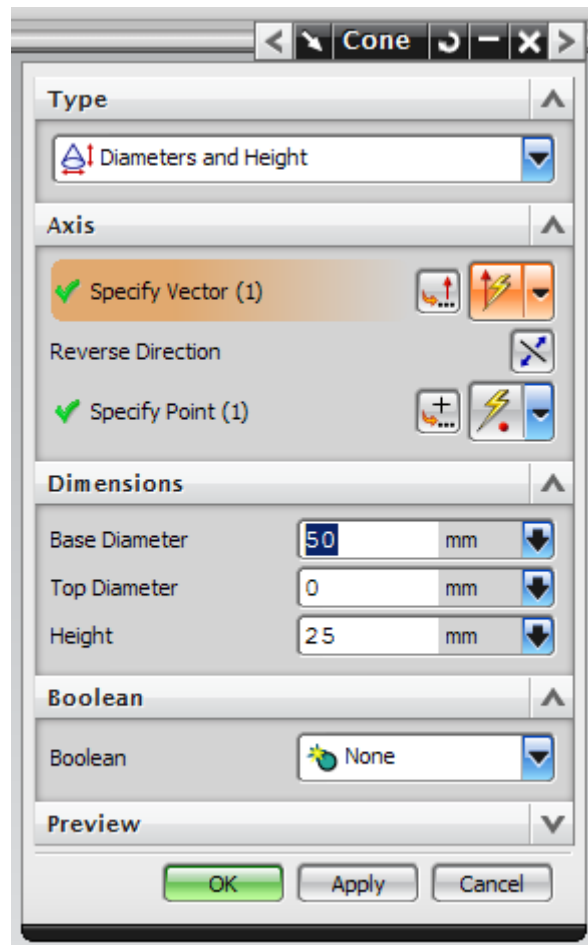 Cone
Type
Diameters and Height
Axis
Specify Vector (1)
Reverse Direction
Specify Point (1)
Dimensions
Base Diameter 50 mm
Top Diameter 0 mm
Height 25 mm
Boolean
Boolean None
Preview
OK Apply Cancel